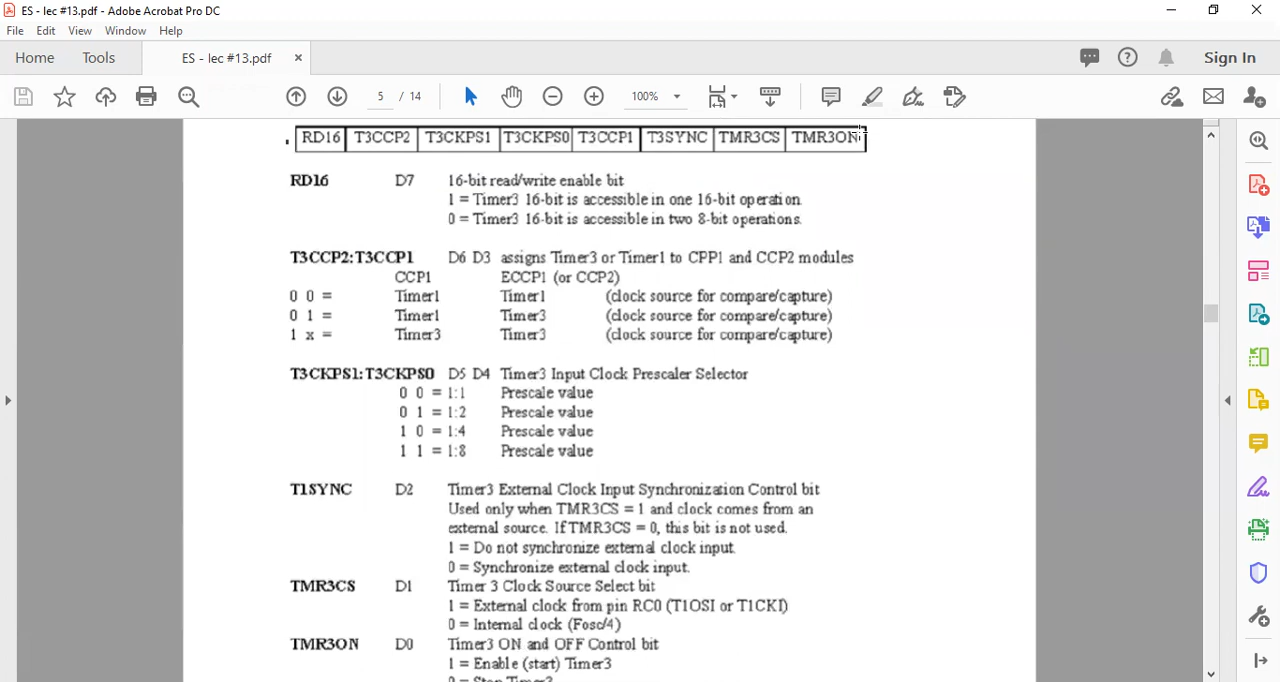 ES - lec #13.pdf - Adobe Acrobat Pro DC
File Edit View Window Help
Home Tools ES - lec #13.pdf × Sign In
5 / 14 100%
RD16 T3CCP2 T3CKPS1 T3CKPS0 T3CCP1 T3SYNC TMR3CS TMR3ON
RD16 D7 16-bit read/write enable bit
1 = Timer3 16-bit is accessible in one 16-bit operation.
0 = Timer3 16-bit is accessible in two 8-bit operations.
T3CCP2:T3CCP1 D6 D3 assigns Timer3 or Timer1 to CPP1 and CCP2 modules
CCP1 ECCP1 (or CCP2)
0 0 = Timer1 Timer1 (clock source for compare/capture)
0 1 = Timer1 Timer3 (clock source for compare/capture)
1 x = Timer3 Timer3 (clock source for compare/capture)
T3CKPS1:T3CKPS0 D5 D4 Timer3 Input Clock Prescaler Selector
0 0 = 1:1 Prescale value
0 1 = 1:2 Prescale value
1 0 = 1:4 Prescale value
1 1 = 1:8 Prescale value
T1SYNC D2 Timer3 External Clock Input Synchronization Control bit
Used only when TMR3CS = 1 and clock comes from an
external source. If TMR3CS = 0, this bit is not used.
1 = Do not synchronize external clock input.
0 = Synchronize external clock input.
TMR3CS D1 Timer 3 Clock Source Select bit
1 = External clock from pin RC0 (T1OSI or T1CKI)
0 = Internal clock (Fosc/4)
TMR3ON D0 Timer3 ON and OFF Control bit
1 = Enable (start) Timer3
0 = Stop Timer3